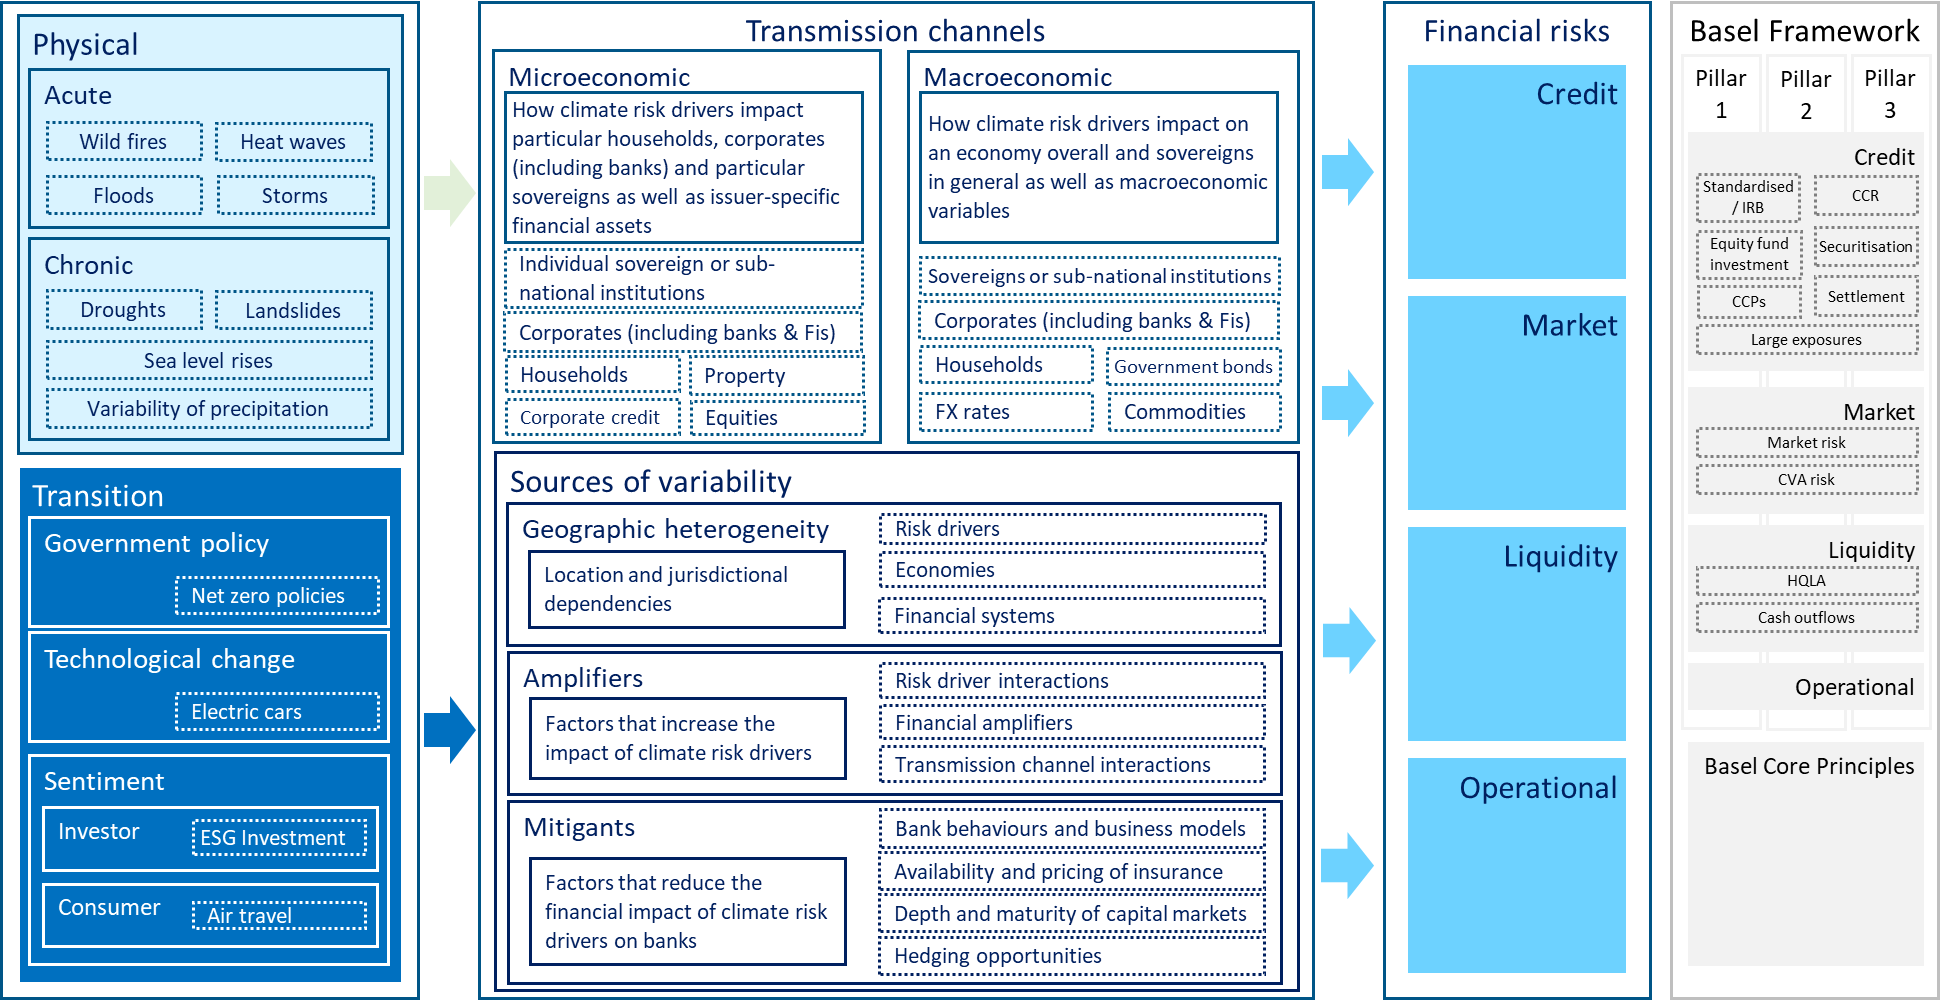 Physical
Acute
Wild fires
Heat waves
Floods
Storms
Chronic
Droughts
Landslides
Sea level rises
Variability of precipitation
Transition
Government policy
Net zero policies
Technological change
Electric cars
Sentiment
Investor
ESG Investment
Consumer
Air travel
Transmission channels
Microeconomic
How climate risk drivers impact
particular households, corporates
(including banks) and particular
sovereigns as well as issuer-specific
financial assets
Individual sovereign or sub-
national institutions
Corporates (including banks & Fis)
Households
Property
Corporate credit
Equities
Macroeconomic
How climate risk drivers impact on
an economy overall and sovereigns
in general as well as macroeconomic
variables
Sovereigns or sub-national institutions
Corporates (including banks & Fis)
Households
Government bonds
FX rates
Commodities
Sources of variability
Geographic heterogeneity
Location and jurisdictional
dependencies
Risk drivers
Economies
Financial systems
Amplifiers
Factors that increase the
impact of climate risk drivers
Risk driver interactions
Financial amplifiers
Transmission channel interactions
Mitigants
Factors that reduce the
financial impact of climate risk
drivers on banks
Bank behaviours and business models
Availability and pricing of insurance
Depth and maturity of capital markets
Hedging opportunities
Financial risks
Credit
Market
Liquidity
Operational
Basel Framework
Pillar
1
Pillar
2
Pillar
3
Credit
Standardised
/ IRB
CCR
Equity fund
investment
Securitisation
CCPs
Settlement
Large exposures
Market
Market risk
CVA risk
Liquidity
HQLA
Cash outflows
Operational
Basel Core Principles